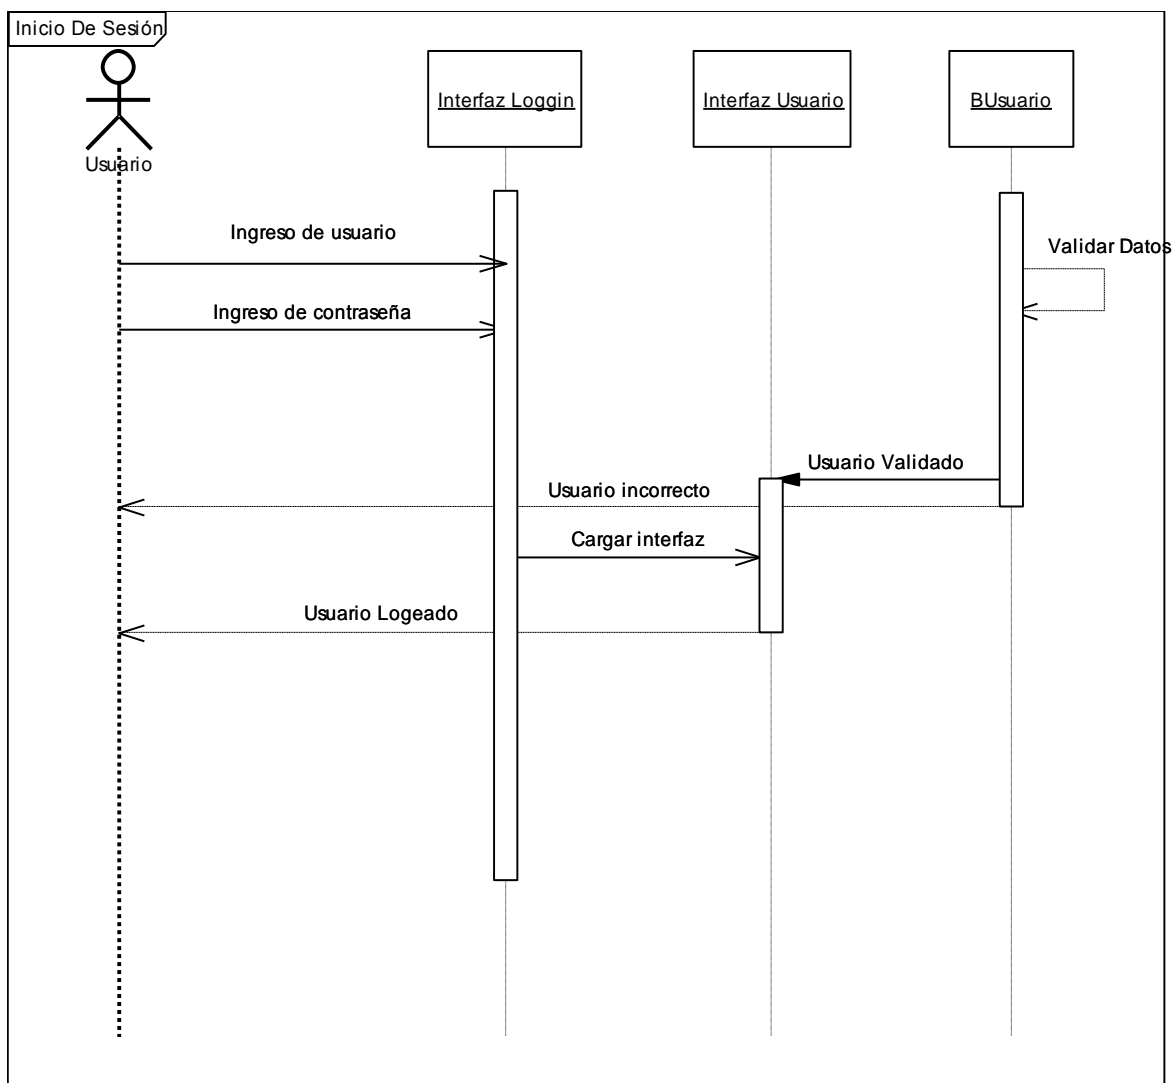 Inicio De Sesión
Usuario
Interfaz Loggin
Interfaz Usuario
BUsuario
Ingreso de usuario
Validar Datos
Ingreso de contraseña
Usuario Validado
Usuario incorrecto
Cargar interfaz
Usuario Logeado